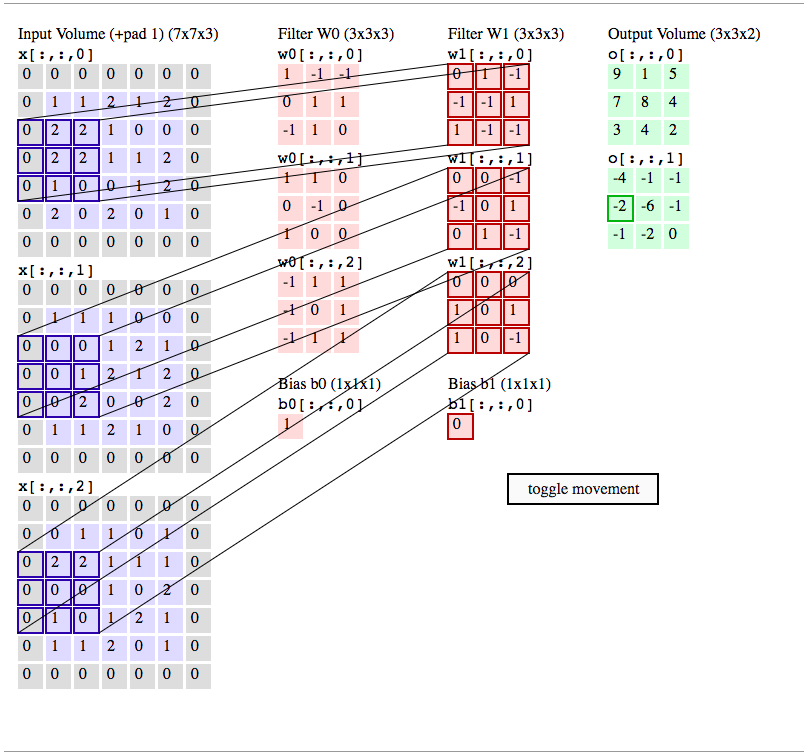 Input Volume (+pad 1) (7x7x3)
x[:,:,0]
0 0 0 0 0 0 0
0 1 1 2 1 2 0
0 2 2 1 0 0 0
0 2 2 1 1 2 0
0 1 0 0 1 2 0
0 2 0 2 0 1 0
0 0 0 0 0 0 0
x[:,:,1]
0 0 0 0 0 0 0
0 1 1 1 0 0 0
0 0 0 1 2 1 0
0 0 1 2 1 2 0
0 0 2 0 0 2 0
0 1 1 2 1 0 0
0 0 0 0 0 0 0
x[:,:,2]
0 0 0 0 0 0 0
0 0 1 1 0 1 0
0 2 2 1 1 1 0
0 0 0 1 0 2 0
0 1 0 1 2 1 0
0 1 1 2 0 1 0
0 0 0 0 0 0 0
Filter W0 (3x3x3)
w0[:,:,0]
1 -1 -1
0 1 1
-1 1 0
w0[:,:,1]
1 1 0
0 -1 0
1 0 0
w0[:,:,2]
-1 1 1
-1 0 1
-1 1 1
Bias b0 (1x1x1)
b0[:,:,0]
1
Filter W1 (3x3x3)
w1[:,:,0]
0 1 -1
-1 -1 1
1 -1 -1
w1[:,:,1]
0 0 -1
-1 0 1
0 1 -1
w1[:,:,2]
0 0 0
1 0 1
1 0 -1
Bias b1 (1x1x1)
b1[:,:,0]
0
Output Volume (3x3x2)
o[:,:,0]
9 1 5
7 8 4
3 4 2
o[:,:,1]
-4 -1 -1
-2 -6 -1
-1 -2 0
toggle movement